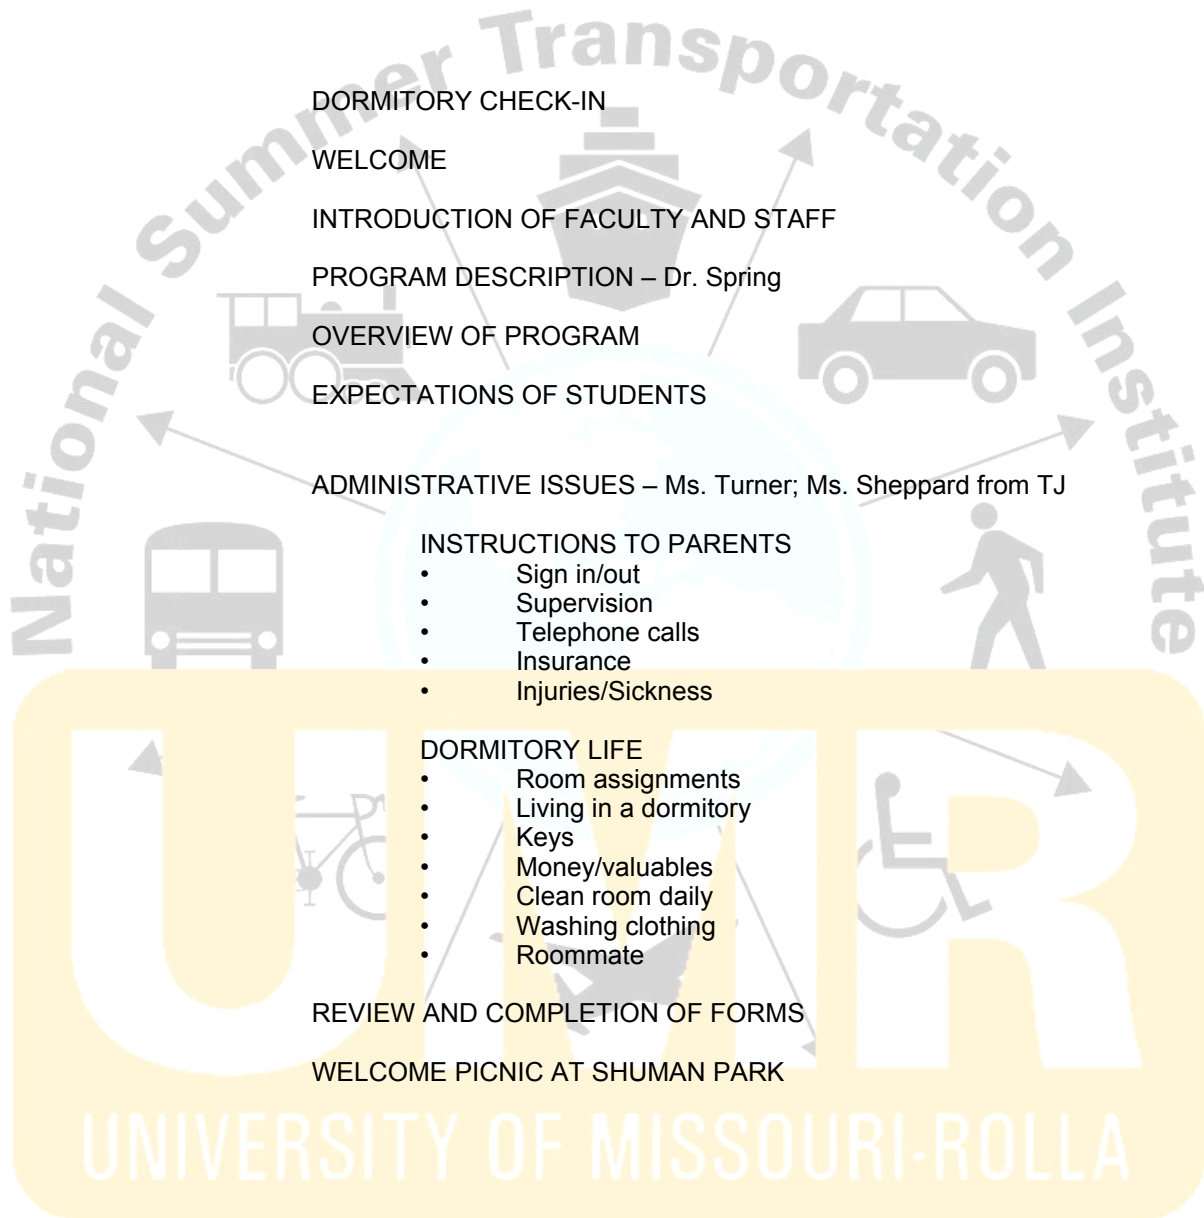 National Summer Transportation Institute
DORMITORY CHECK-IN
WELCOME
INTRODUCTION OF FACULTY AND STAFF
PROGRAM DESCRIPTION – Dr. Spring
OVERVIEW OF PROGRAM
EXPECTATIONS OF STUDENTS
ADMINISTRATIVE ISSUES – Ms. Turner; Ms. Sheppard from TJ
INSTRUCTIONS TO PARENTS
• Sign in/out
• Supervision
• Telephone calls
• Insurance
• Injuries/Sickness
DORMITORY LIFE
• Room assignments
• Living in a dormitory
• Keys
• Money/valuables
• Clean room daily
• Washing clothing
• Roommate
REVIEW AND COMPLETION OF FORMS
WELCOME PICNIC AT SHUMAN PARK
UMR
UNIVERSITY OF MISSOURI-ROLLA